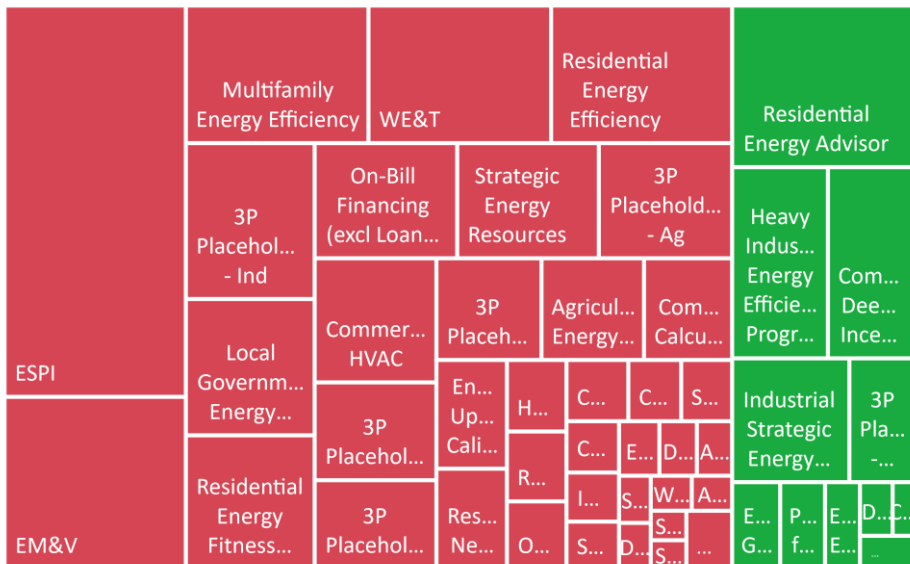 ESPI
EM&V
Multifamily
Energy Efficiency
WE&T
Residential
Energy
Efficiency
3P
Placehol...
- Ind
Local
Governm...
Energy...
Residential
Energy
Fitness...
On-Bill
Financing
(excl Loan...
Strategic
Energy
Resources
3P
Placehold...
- Ag
Commer...
HVAC
3P
Placehol...
3P
Placehol...
3P
Placeh...
Agricul...
Energy...
Com...
Calcu...
En...
Up...
Cali...
Res...
Ne...
H...
R...
O...
C...
C...
S...
C...
E...
D...
A...
I...
S...
W...
A...
S...
D...
S...
S...
...
Residential
Energy Advisor
Heavy
Indus...
Energy
Efficie...
Progr...
Com...
Dee...
Ince...
Industrial
Strategic
Energy...
3P
Pla...
-...
E...
G...
P...
f...
E...
E...
D...
C...
...